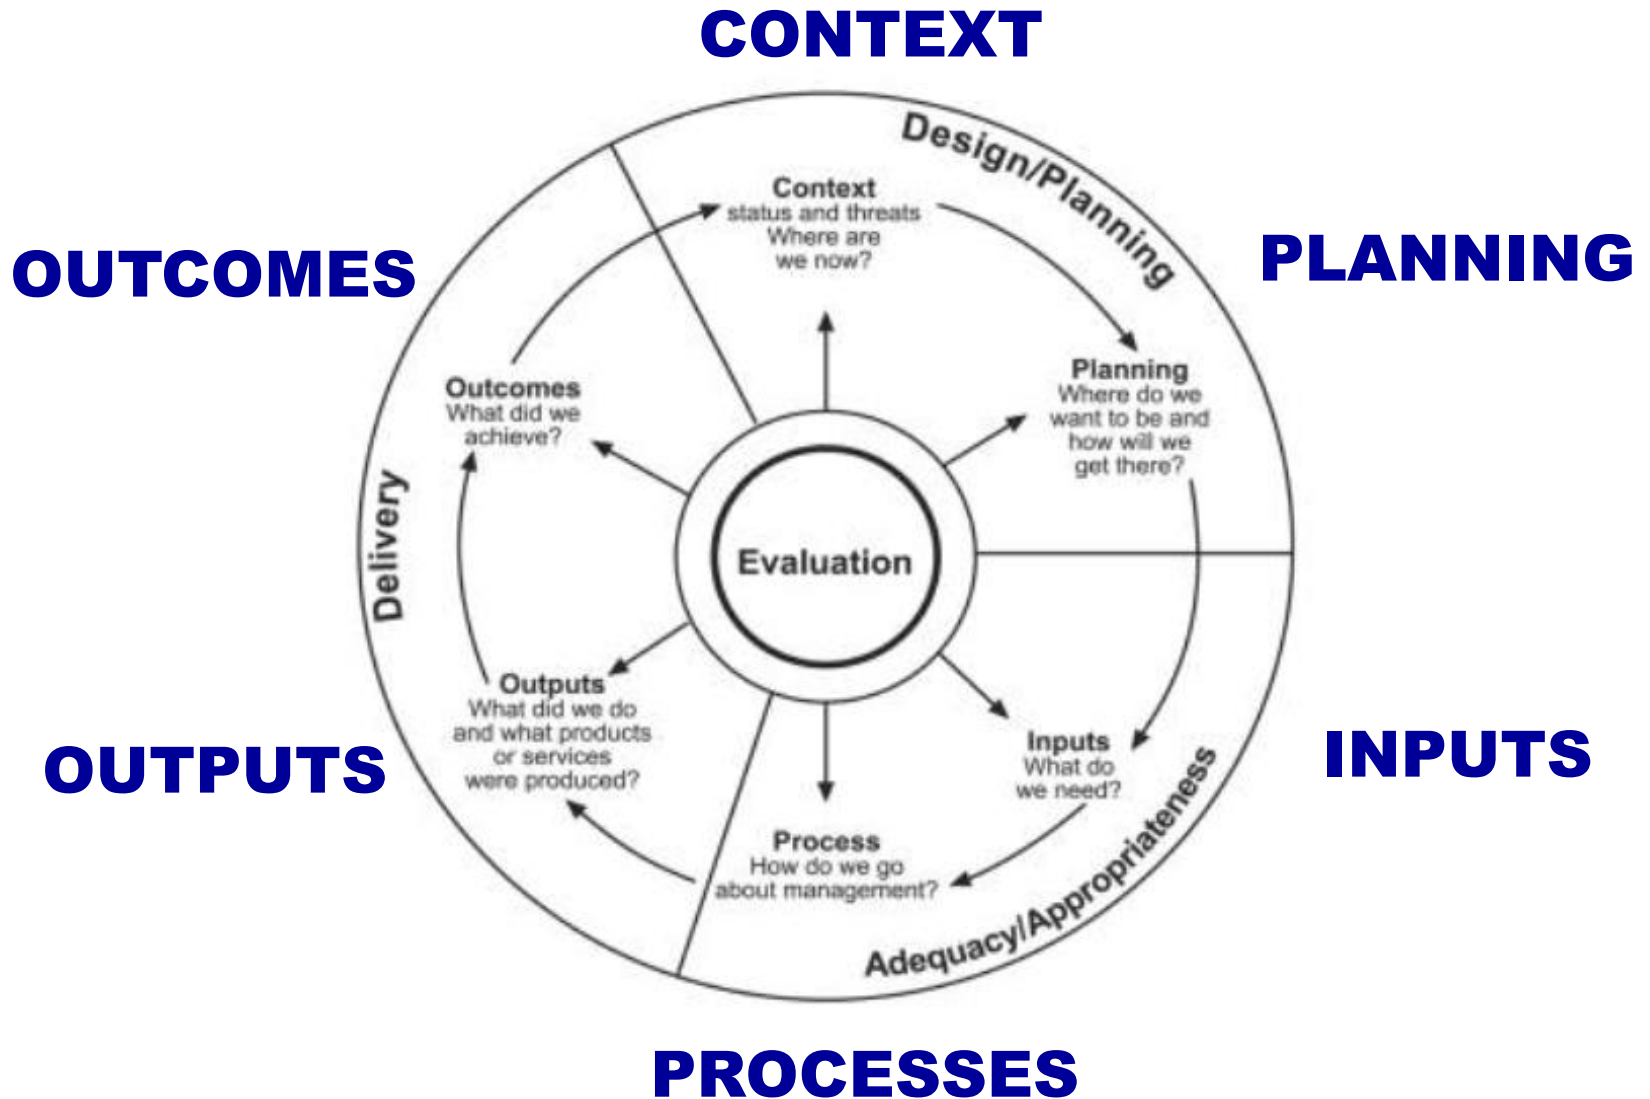 CONTEXT
Design/Planning
Context
status and threats
Where are
we now?
PLANNING
OUTCOMES
Planning
Where do we
want to be and
how will we
get there?
Outcomes
What did we
achieve?
Delivery
Evaluation
Outputs
What did we do
and what products
or services
were produced?
OUTPUTS
Inputs
What do
we need?
INPUTS
Process
How do we go
about management?
Adequacy/Appropriateness
PROCESSES